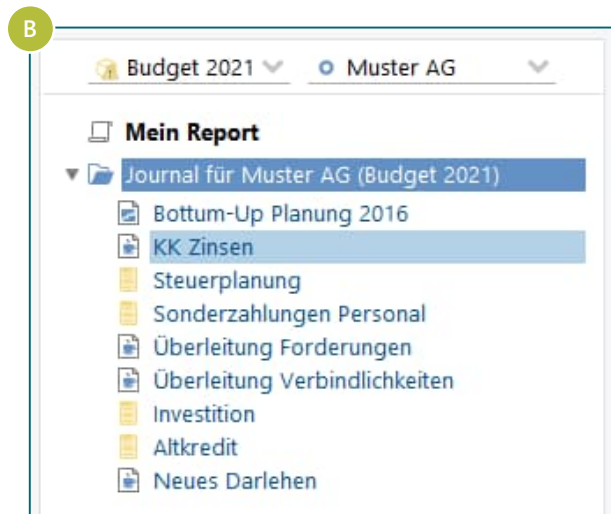 B
Budget 2021 Muster AG
Mein Report
Journal für Muster AG (Budget 2021)
Bottum-Up Planung 2016
KK Zinsen
Steuerplanung
Sonderzahlungen Personal
Überleitung Forderungen
Überleitung Verbindlichkeiten
Investition
Altkredit
Neues Darlehen